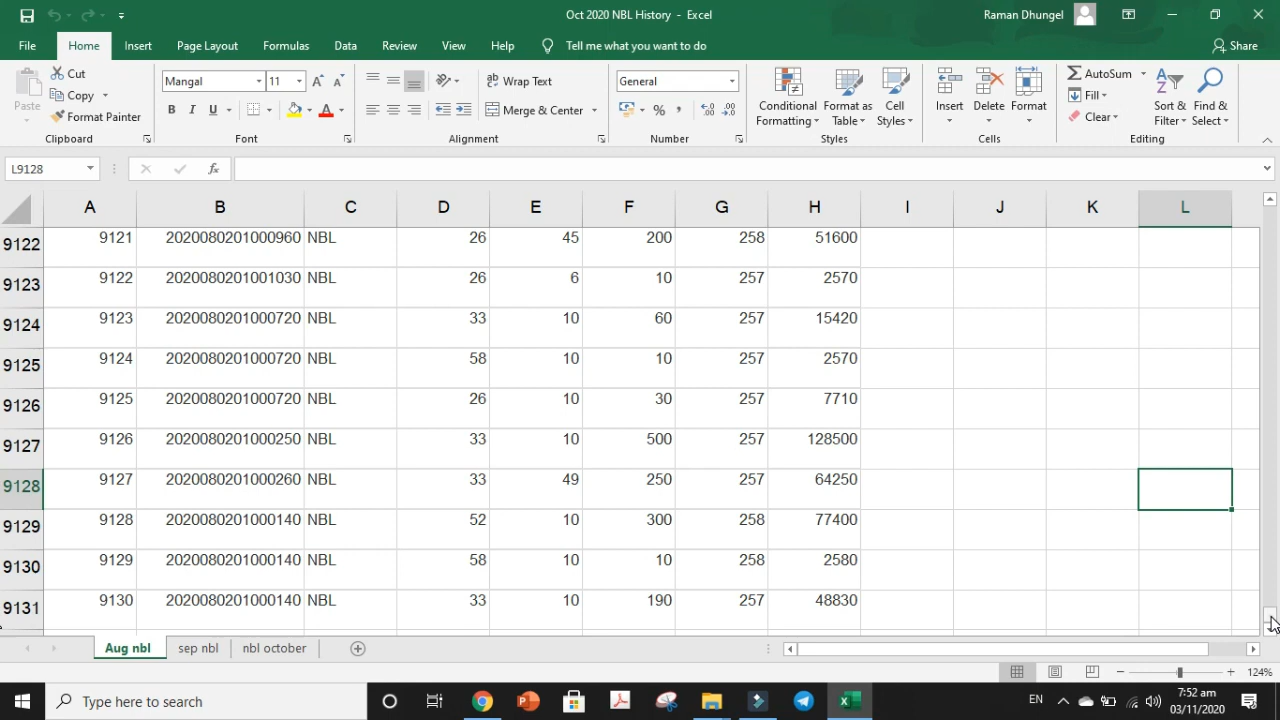 Oct 2020 NBL History - Excel
Raman Dhungel
File Home Insert Page Layout Formulas Data Review View Help Tell me what you want to do Share
Paste
Cut
Copy
Format Painter
Clipboard
Mangal 11
B I U
Font
Wrap Text
Merge & Center
Alignment
General
Number
Conditional Formatting
Format as Table
Cell Styles
Styles
Insert
Delete
Format
Cells
AutoSum
Fill
Clear
Sort & Filter
Find & Select
Editing
L9128
fx
A B C D E F G H I J K L
9122 9121 2020080201000960 NBL 26 45 200 258 51600
9123 9122 2020080201001030 NBL 26 6 10 257 2570
9124 9123 2020080201000720 NBL 33 10 60 257 15420
9125 9124 2020080201000720 NBL 58 10 10 257 2570
9126 9125 2020080201000720 NBL 26 10 30 257 7710
9127 9126 2020080201000250 NBL 33 10 500 257 128500
9128 9127 2020080201000260 NBL 33 49 250 257 64250
9129 9128 2020080201000140 NBL 52 10 300 258 77400
9130 9129 2020080201000140 NBL 58 10 10 258 2580
9131 9130 2020080201000140 NBL 33 10 190 257 48830
Aug nbl sep nbl nbl october
124%
Type here to search
EN
7:52 am
03/11/2020